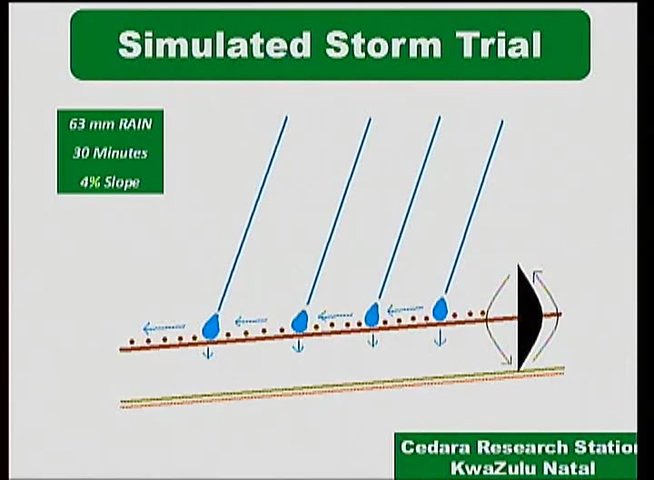 Simulated Storm Trial
63 mm RAIN
30 Minutes
4% Slope
Cedara Research Station
KwaZulu Natal